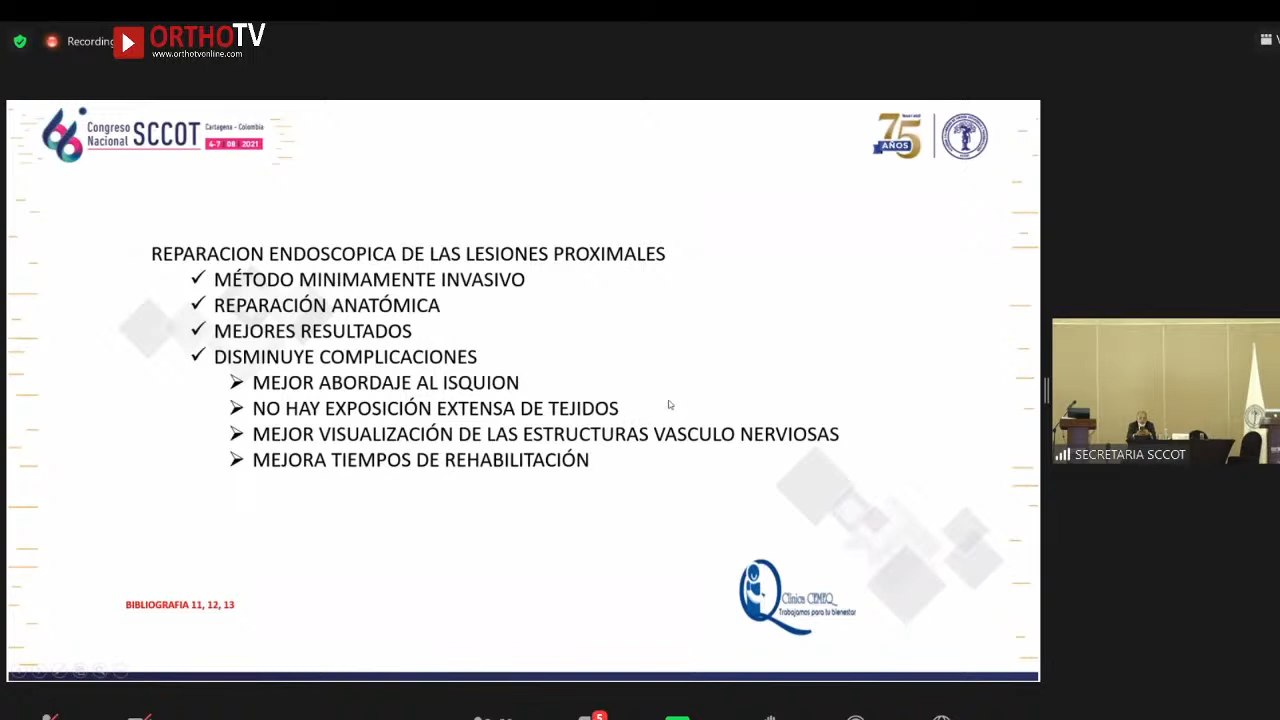 Recording
ORTHOTV
www.orthotvonline.com
Congreso
Nacional SCCOT
Cartagena - Colombia
6-7 08 2021
75
AÑOS
REPARACION ENDOSCOPICA DE LAS LESIONES PROXIMALES
✓ MÉTODO MINIMAMENTE INVASIVO
✓ REPARACIÓN ANATÓMICA
✓ MEJORES RESULTADOS
✓ DISMINUYE COMPLICACIONES
➢ MEJOR ABORDAJE AL ISQUION
➢ NO HAY EXPOSICIÓN EXTENSA DE TEJIDOS
➢ MEJOR VISUALIZACIÓN DE LAS ESTRUCTURAS VASCULO NERVIOSAS
➢ MEJORA TIEMPOS DE REHABILITACIÓN
SECRETARIA SCCOT
BIBLIOGRAFIA 11, 12, 13
Clínica CEMEQ
Trabajamos para tu bienestar
5